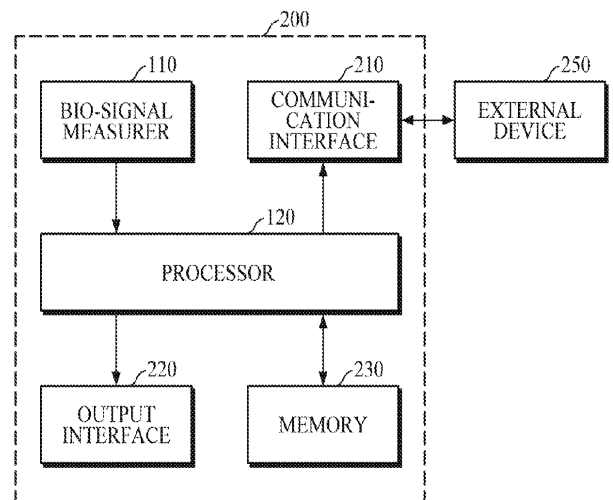 200
110
BIO-SIGNAL
MEASURER
210
COMMUNI-
CATION
INTERFACE
250
EXTERNAL
DEVICE
120
PROCESSOR
220
OUTPUT
INTERFACE
230
MEMORY